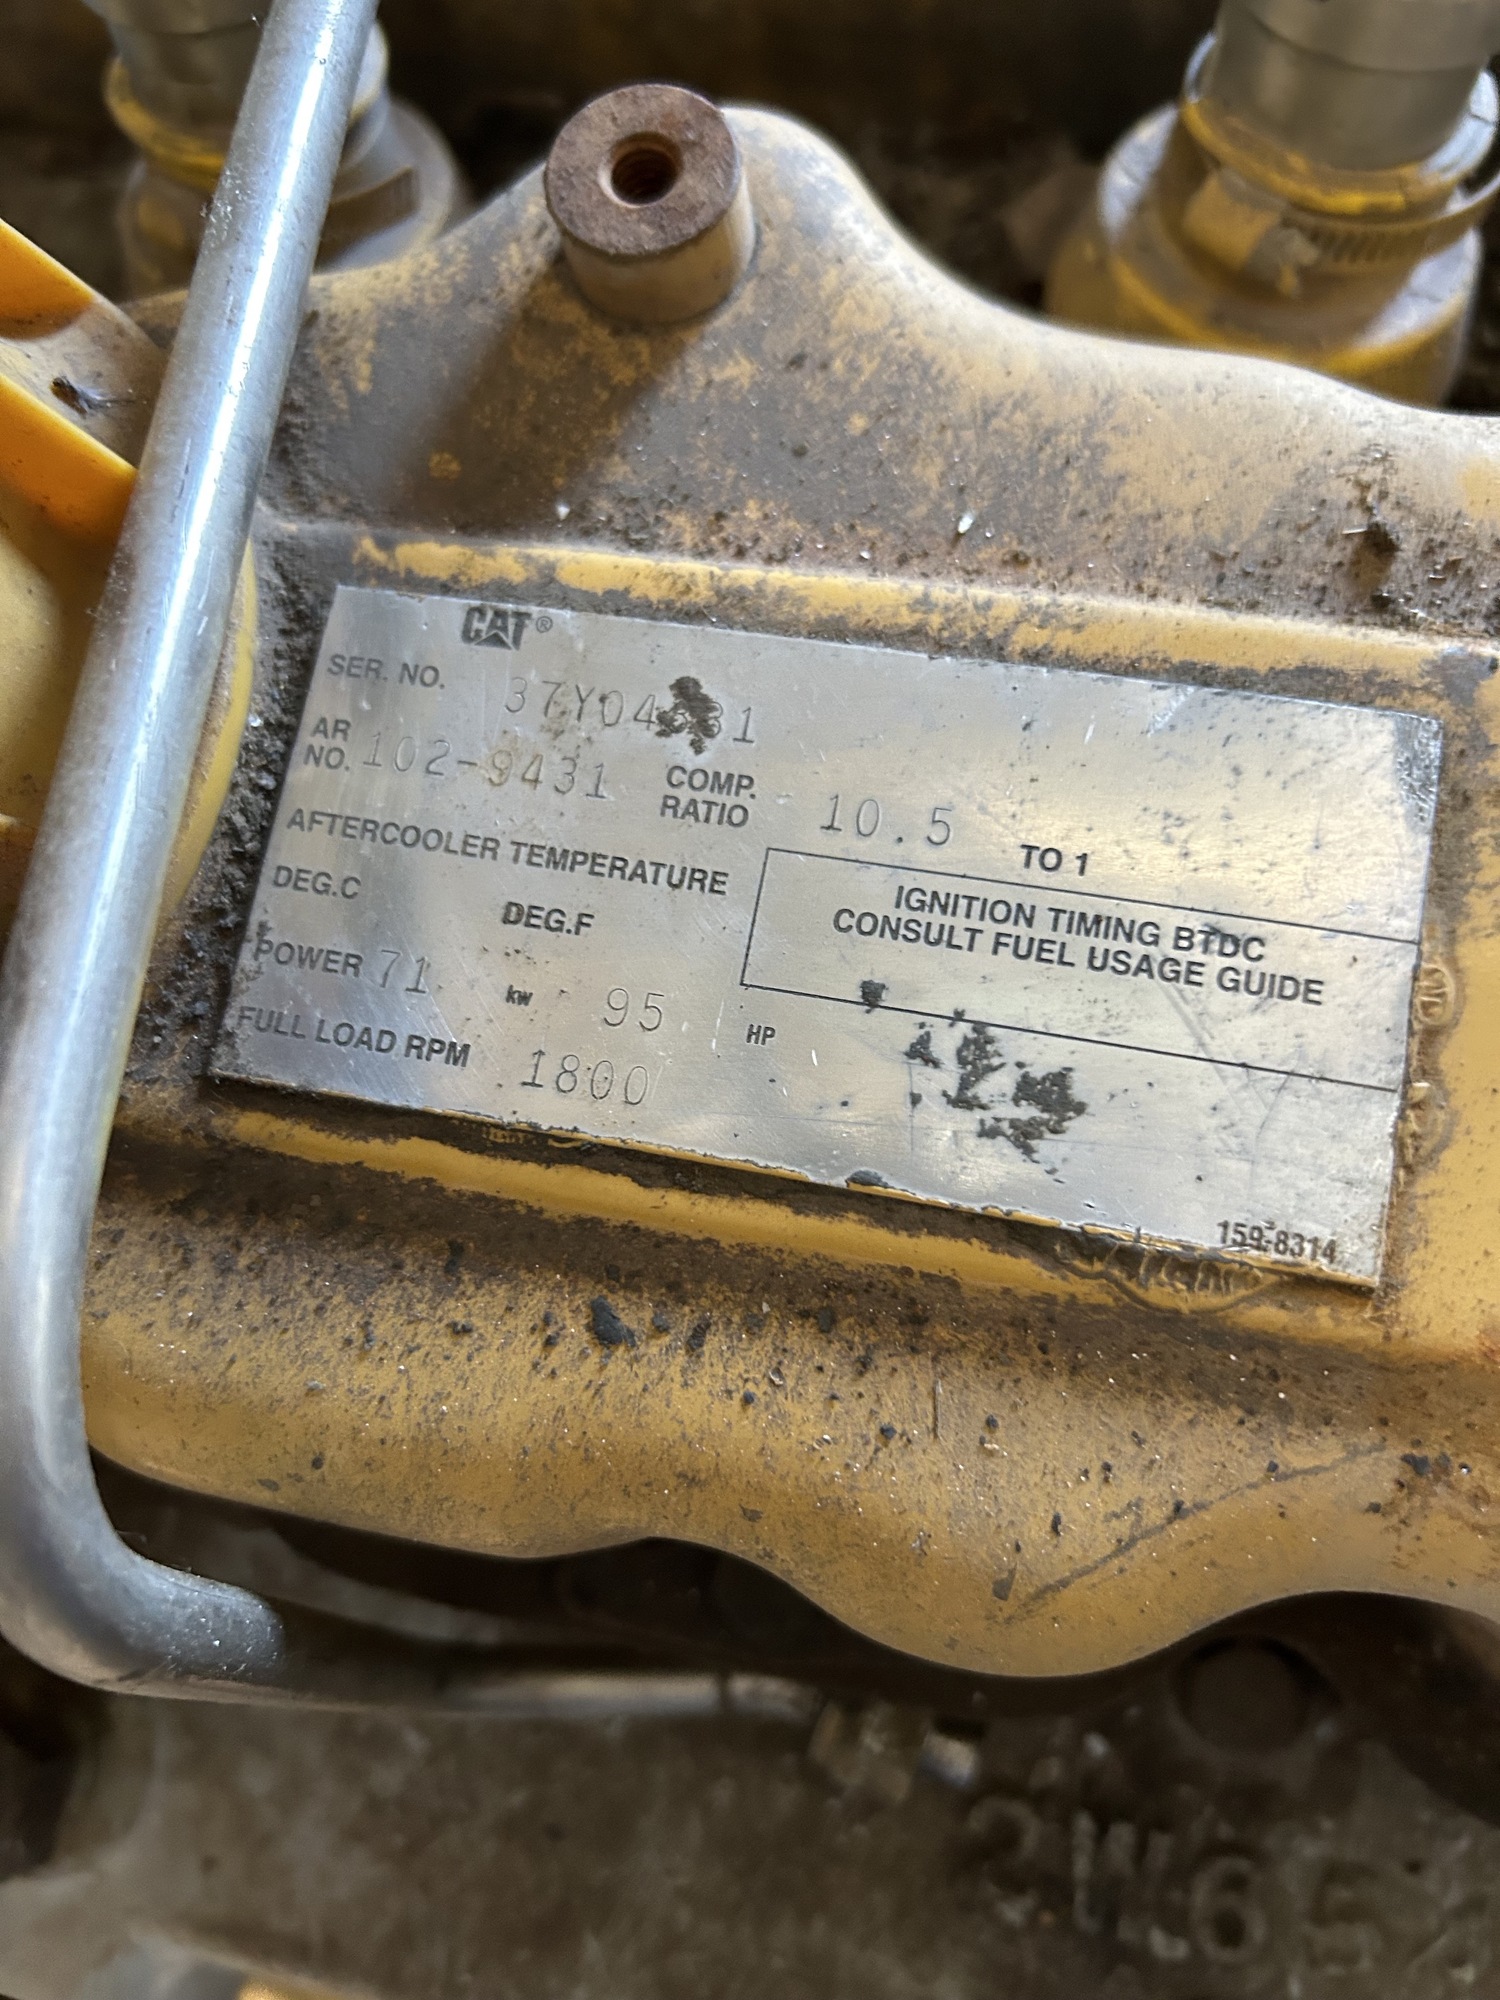 CAT®
SER. NO.
AR
NO. 102-9431 COMP.
RATIO 10.5 TO 1
AFTERCOOLER TEMPERATURE
DEG.C DEG.F
IGNITION TIMING BTDC
CONSULT FUEL USAGE GUIDE
POWER 71 kw 95 HP
FULL LOAD RPM 1800
159-8314